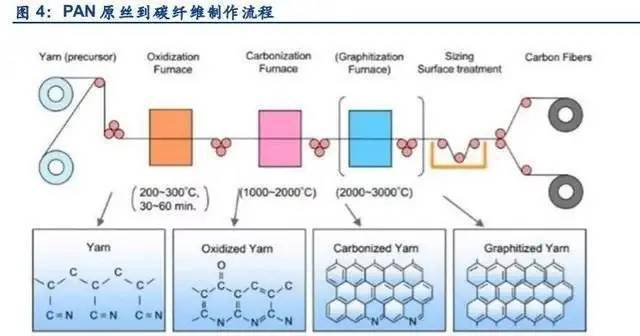 图 4：PAN 原丝到碳纤维制作流程
Yarn (precursor)
Oxidization
Furnace
Carbonization
Furnace
(Graphitization
Furnace)
Sizing
Surface treatment
Carbon Fibers
200~300°C,
30~60 min.
(1000~2000°C)
(2000~3000°C)
Yarn
C C C
C C
C≡N C≡N C=N
Oxidized Yarn
O
C C C
C C C C
C C C
N N N
Carbonized Yarn
N N
Graphitized Yarn